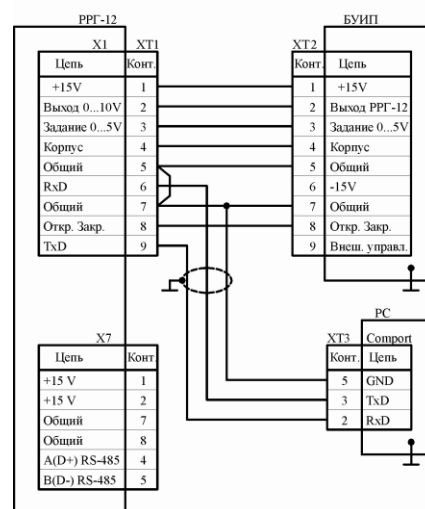 РРГ-12
БУИП
X1 XT1
XT2
Цепь Конт.
+15V 1
Выход 0...10V 2
Задание 0...5V 3
Корпус 4
Общий 5
RxD 6
Общий 7
Откр. Закр. 8
TxD 9
Конт. Цепь
1 +15V
2 Выход РРГ-12
3 Задание 0...5V
4 Корпус
5 Общий
6 -15V
7 Общий
8 Откр. Закр.
9 Внеш. управл.
PC
XT3 Comport
Конт. Цепь
5 GND
3 TxD
2 RxD
X7
Цепь Конт.
+15 V 1
+15 V 2
Общий 7
Общий 8
A(D+) RS-485 4
B(D-) RS-485 5